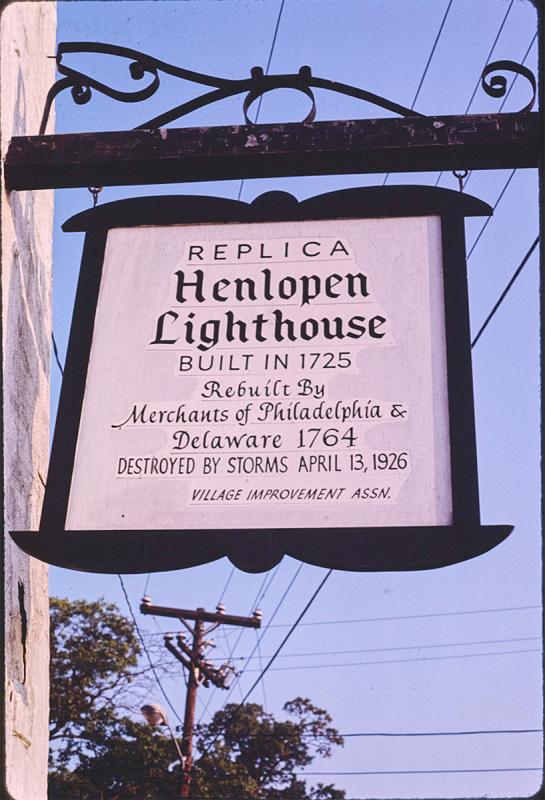 REPLICA
Henlopen
Lighthouse
BUILT IN 1725
Rebuilt By
Merchants of Philadelphia &
Delaware 1764
DESTROYED BY STORMS APRIL 13, 1926
VILLAGE IMPROVEMENT ASSN.